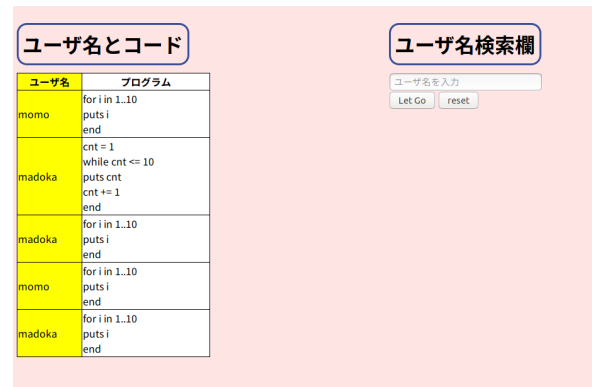 ユーザ名とコード
ユーザ名 プログラム
momo
for i in 1..10
puts i
end
madoka
cnt = 1
while cnt <= 10
puts cnt
cnt += 1
end
madoka
for i in 1..10
puts i
end
momo
for i in 1..10
puts i
end
madoka
for i in 1..10
puts i
end
ユーザ名検索欄
ユーザ名を入力
Let Go reset